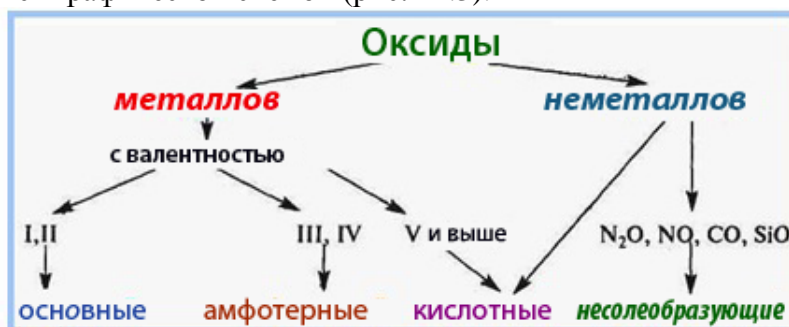 Оксиды
металлов неметаллов
с валентностью
I,II III, IV V и выше N₂O, NO, CO, SiO
основные амфотерные кислотные несолеобразующие